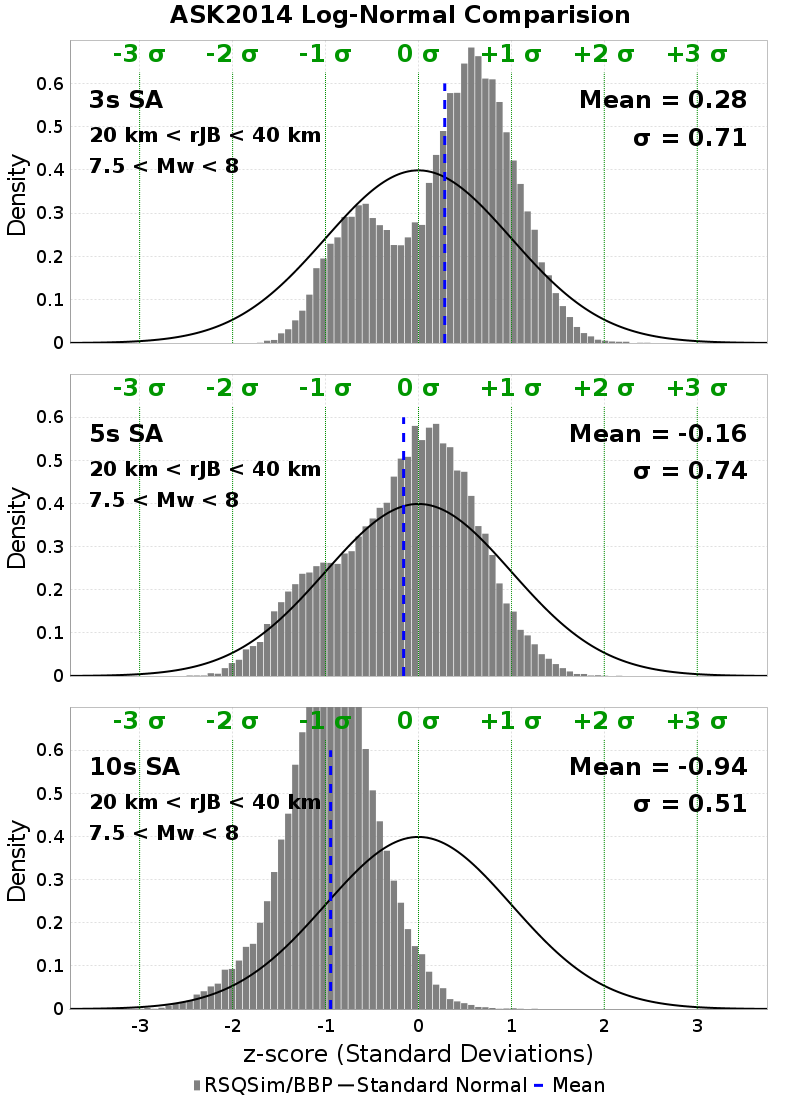 ASK2014 Log-Normal Comparision
-3 σ -2 σ -1 σ 0 σ +1 σ +2 σ +3 σ
3s SA
Mean = 0.28
20 km < rJB < 40 km
σ = 0.71
7.5 < Mw < 8
Density
0.6
0.5
0.4
0.3
0.2
0.1
0
-3 σ -2 σ -1 σ 0 σ +1 σ +2 σ +3 σ
5s SA
Mean = -0.16
20 km < rJB < 40 km
σ = 0.74
7.5 < Mw < 8
Density
0.6
0.5
0.4
0.3
0.2
0.1
0
-3 σ -2 σ -1 σ 0 σ +1 σ +2 σ +3 σ
10s SA
Mean = -0.94
20 km < rJB < 40 km
σ = 0.51
7.5 < Mw < 8
Density
0.6
0.5
0.4
0.3
0.2
0.1
0
-3 -2 -1 0 1 2 3
z-score (Standard Deviations)
RSQSim/BBP Standard Normal Mean